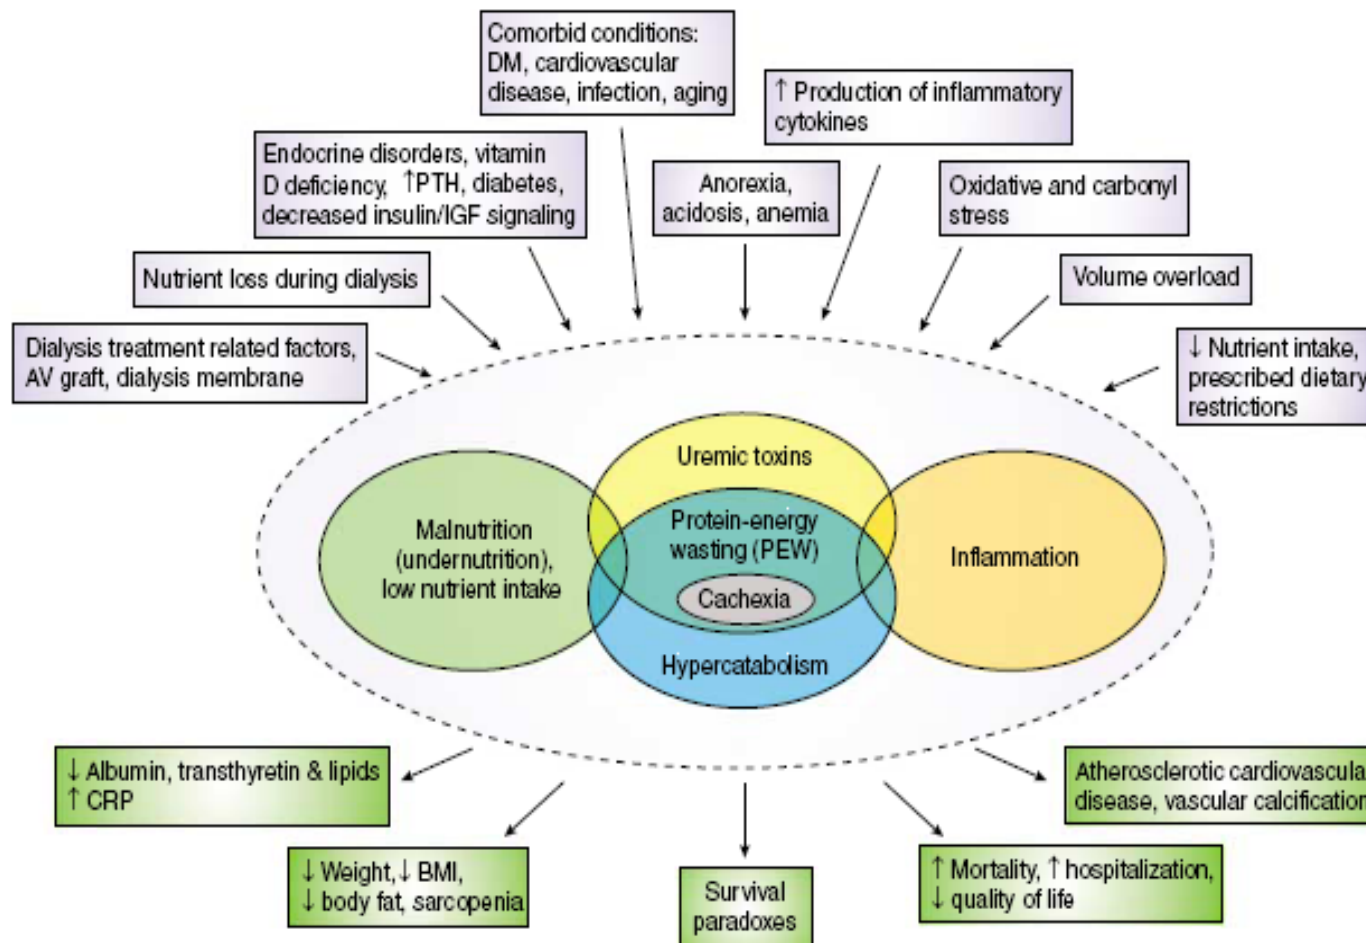 Comorbid conditions:
DM, cardiovascular
disease, infection, aging
↑ Production of inflammatory
cytokines
Endocrine disorders, vitamin
D deficiency, ↑PTH, diabetes,
decreased insulin/IGF signaling
Anorexia,
acidosis, anemia
Oxidative and carbonyl
stress
Nutrient loss during dialysis
Volume overload
Dialysis treatment related factors,
AV graft, dialysis membrane
↓ Nutrient intake,
prescribed dietary
restrictions
Uremic toxins
Malnutrition
(undernutrition),
low nutrient intake
Protein-energy
wasting (PEW)
Inflammation
Cachexia
Hypercatabolism
↓ Albumin, transthyretin & lipids
↑ CRP
Atherosclerotic cardiovascular
disease, vascular calcification
↓ Weight, ↓ BMI,
↓ body fat, sarcopenia
Survival
paradoxes
↑ Mortality, ↑ hospitalization,
↓ quality of life